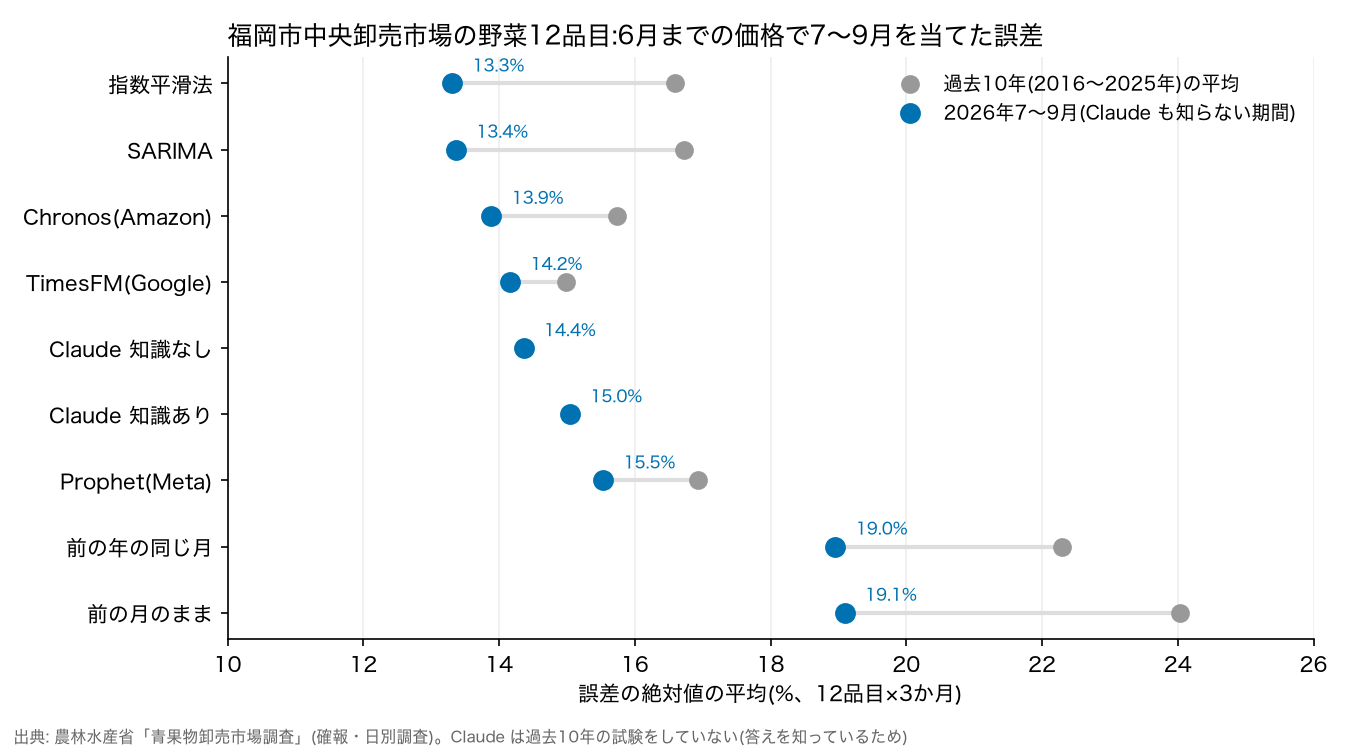 福岡市中央卸売市場の野菜12品目:6月までの価格で7〜9月を当てた誤差
過去10年(2016〜2025年)の平均
2026年7〜9月(Claude も知らない期間)
指数平滑法
13.3%
SARIMA
13.4%
Chronos(Amazon)
13.9%
TimesFM(Google)
14.2%
Claude 知識なし
14.4%
Claude 知識あり
15.0%
Prophet(Meta)
15.5%
前の年の同じ月
19.0%
前の月のまま
19.1%
10 12 14 16 18 20 22 24 26
誤差の絶対値の平均(%、12品目×3か月)
出典: 農林水産省「青果物卸売市場調査」(確報・日別調査)。Claude は過去10年の試験をしていない(答えを知っているため)